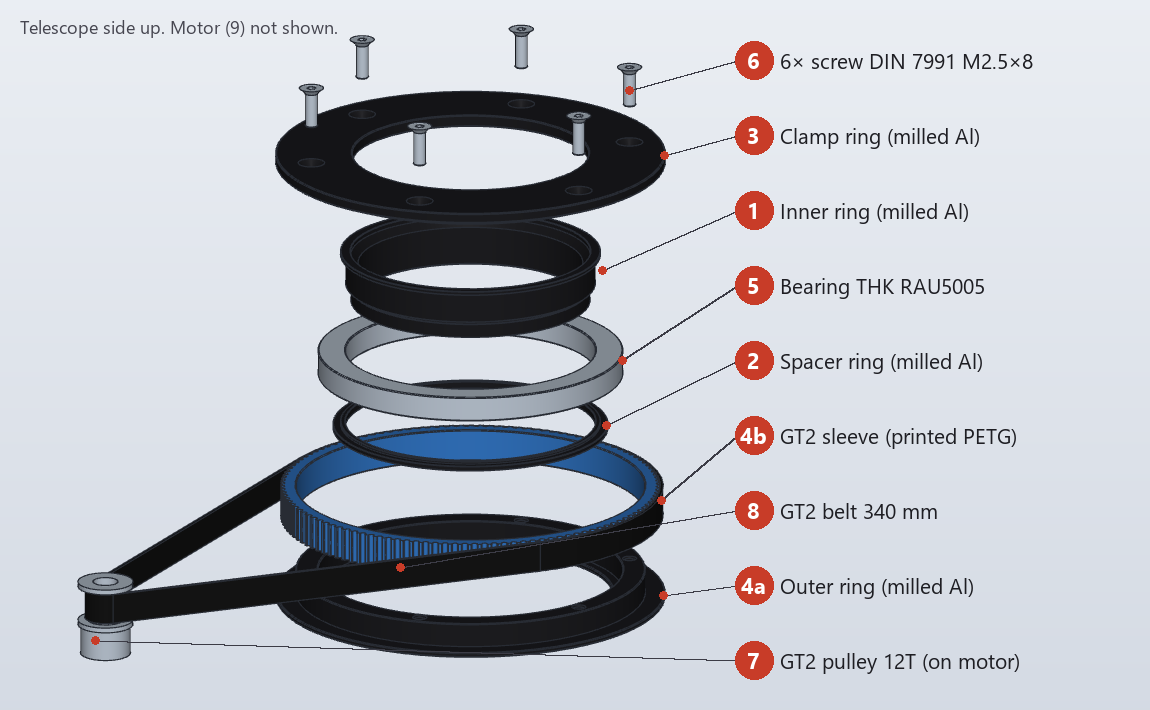 Telescope side up. Motor (9) not shown.
6 6× screw DIN 7991 M2.5×8
3 Clamp ring (milled Al)
1 Inner ring (milled Al)
5 Bearing THK RAU5005
2 Spacer ring (milled Al)
4b GT2 sleeve (printed PETG)
8 GT2 belt 340 mm
4a Outer ring (milled Al)
7 GT2 pulley 12T (on motor)